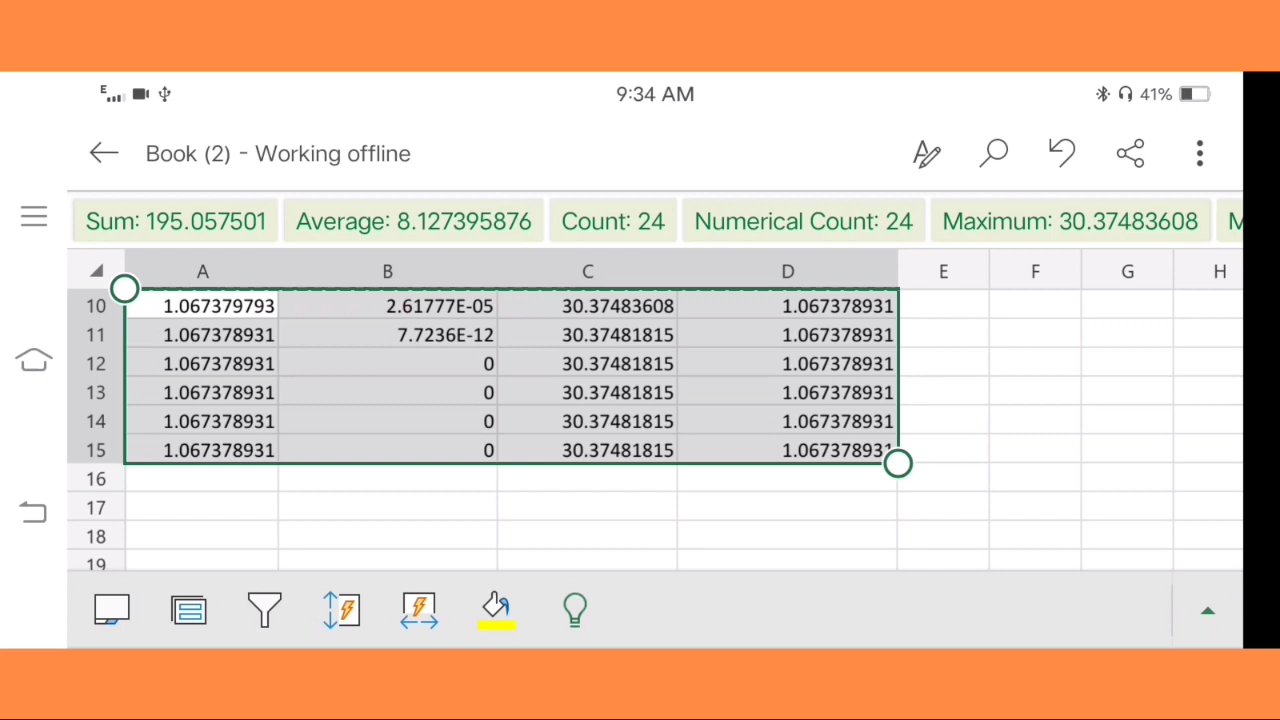 E 9:34 AM 41%
Book (2) - Working offline
Sum: 195.057501 Average: 8.127395876 Count: 24 Numerical Count: 24 Maximum: 30.37483608 M
A B C D E F G H
10 1.067379793 2.61777E-05 30.37483608 1.067378931
11 1.067378931 7.7236E-12 30.37481815 1.067378931
12 1.067378931 0 30.37481815 1.067378931
13 1.067378931 0 30.37481815 1.067378931
14 1.067378931 0 30.37481815 1.067378931
15 1.067378931 0 30.37481815 1.067378931
16
17
18
19